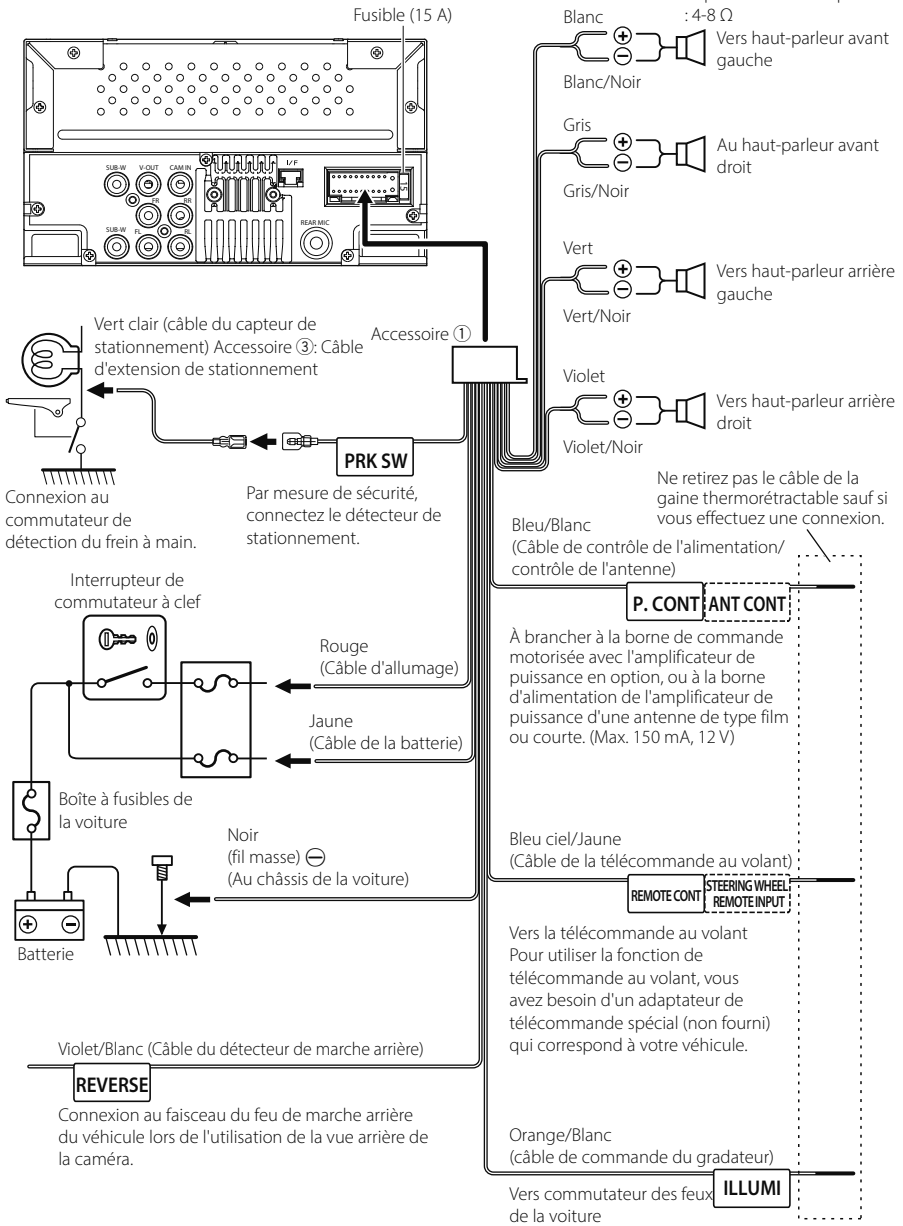 Fusible (15 A)
: 4-8 Ω
SUB-W
V-OUT
CAM IN
I/F
FR
RR
SUB-W
FL
RL
REAR MIC
15
Blanc
⊕
⊖
Blanc/Noir
Vers haut-parleur avant
gauche
Gris
⊕
⊖
Gris/Noir
Au haut-parleur avant
droit
Vert
⊕
⊖
Vert/Noir
Vers haut-parleur arrière
gauche
Violet
⊕
⊖
Violet/Noir
Vers haut-parleur arrière
droit
Vert clair (câble du capteur de
stationnement) Accessoire ③: Câble
d'extension de stationnement
Accessoire ①
PRK SW
Connexion au
commutateur de
détection du frein à main.
Par mesure de sécurité,
connectez le détecteur de
stationnement.
Ne retirez pas le câble de la
gaine thermorétractable sauf si
vous effectuez une connexion.
Bleu/Blanc
(Câble de contrôle de l'alimentation/
contrôle de l'antenne)
P. CONT
ANT CONT
À brancher à la borne de commande
motorisée avec l'amplificateur de
puissance en option, ou à la borne
d'alimentation de l'amplificateur de
puissance d'une antenne de type film
ou courte. (Max. 150 mA, 12 V)
Interrupteur de
commutateur à clef
Rouge
(Câble d'allumage)
Jaune
(Câble de la batterie)
Boîte à fusibles de
la voiture
Noir
(fil masse) ⊖
(Au châssis de la voiture)
⊕
⊖
Batterie
Bleu ciel/Jaune
(Câble de la télécommande au volant)
REMOTE CONT
STEERING WHEEL
REMOTE INPUT
Vers la télécommande au volant
Pour utiliser la fonction de
télécommande au volant, vous
avez besoin d'un adaptateur de
télécommande spécial (non fourni)
qui correspond à votre véhicule.
Violet/Blanc (Câble du détecteur de marche arrière)
REVERSE
Connexion au faisceau du feu de marche arrière
du véhicule lors de l'utilisation de la vue arrière de
la caméra.
Orange/Blanc
(câble de commande du gradateur)
ILLUMI
Vers commutateur des feux
de la voiture